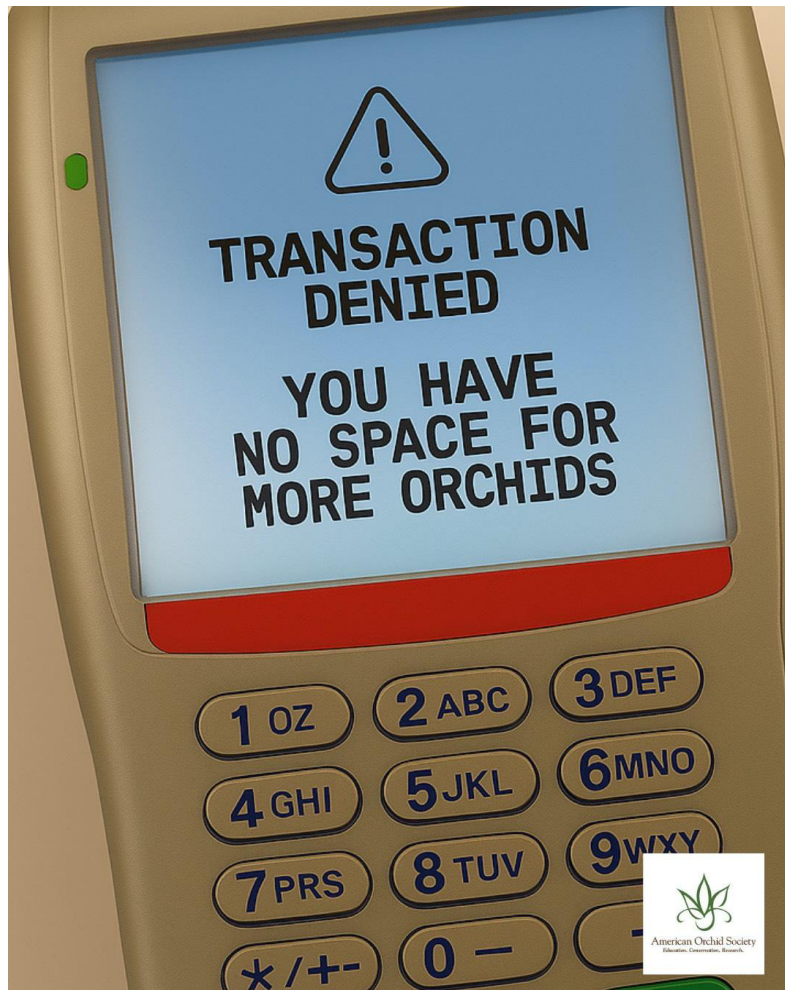 TRANSACTION
DENIED
YOU HAVE
NO SPACE FOR
MORE ORCHIDS
1 OZ
2 ABC
3 DEF
4 GHI
5 JKL
6 MNO
7 PRS
8 TUV
9 WXY
*/+-
0 –
American Orchid Society
Education. Conservation. Research.